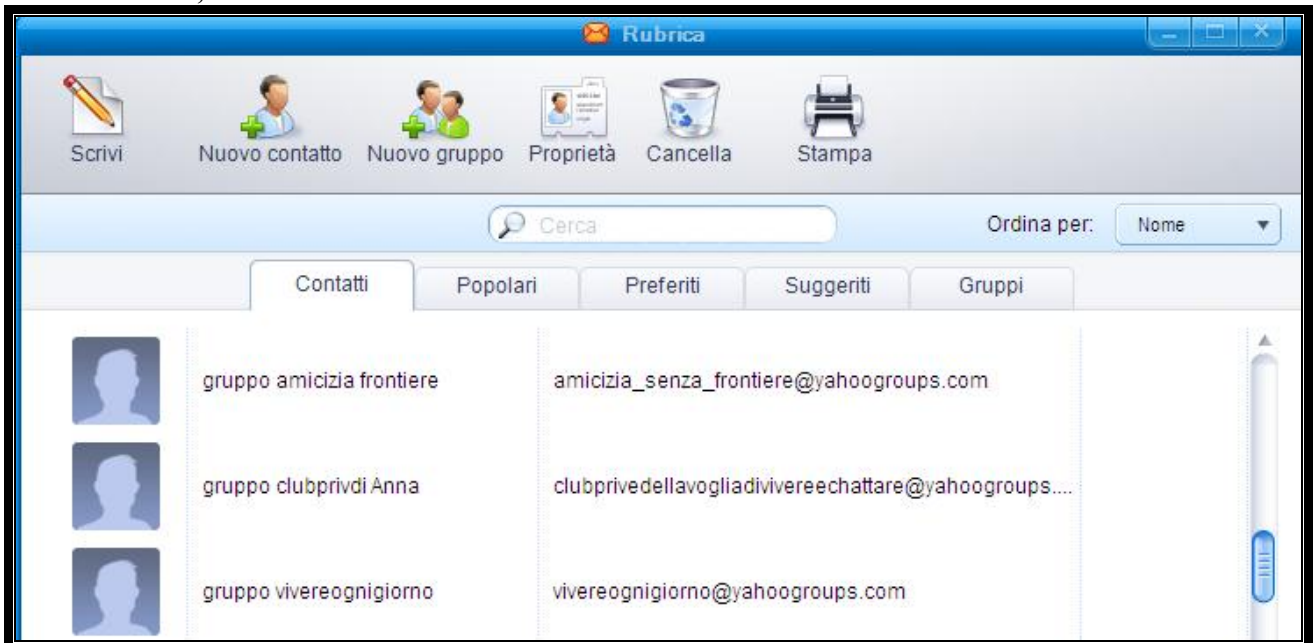 Rubrica
Scrivi Nuovo contatto Nuovo gruppo Proprietà Cancella Stampa
Cerca Ordina per: Nome
Contatti Popolari Preferiti Suggeriti Gruppi
gruppo amicizia frontiere amicizia_senza_frontiere@yahoogroups.com
gruppo clubprivdi Anna clubprivedellavogliadivivereechattare@yahoogroups....
gruppo vivereognigiorno vivereognigiorno@yahoogroups.com